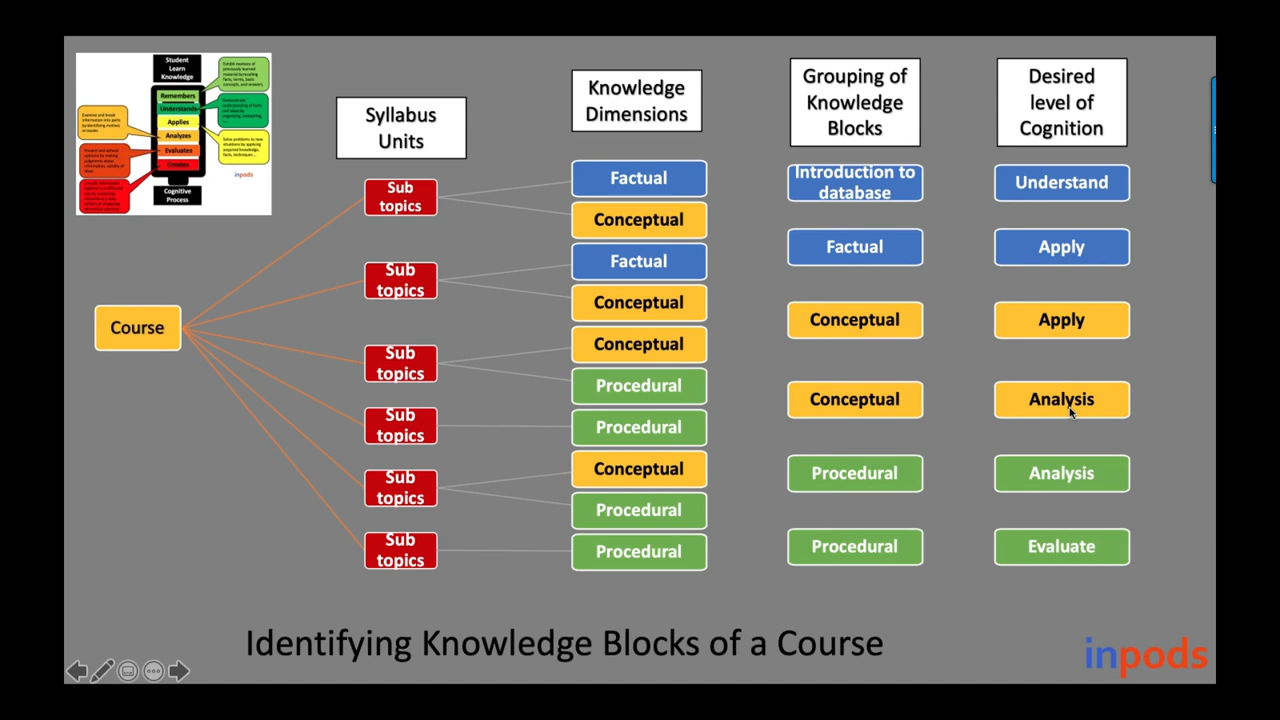 Student
Learn
Knowledge
Remembers
Understands
Applies
Analyzes
Evaluates
Creates
Cognitive
Process
inpods
Syllabus
Units
Knowledge
Dimensions
Grouping of
Knowledge
Blocks
Desired
level of
Cognition
Course
Sub
topics
Sub
topics
Sub
topics
Sub
topics
Sub
topics
Sub
topics
Factual
Conceptual
Factual
Conceptual
Conceptual
Procedural
Procedural
Conceptual
Procedural
Procedural
Introduction to
database
Factual
Conceptual
Conceptual
Procedural
Procedural
Understand
Apply
Apply
Analysis
Analysis
Evaluate
Identifying Knowledge Blocks of a Course
inpods